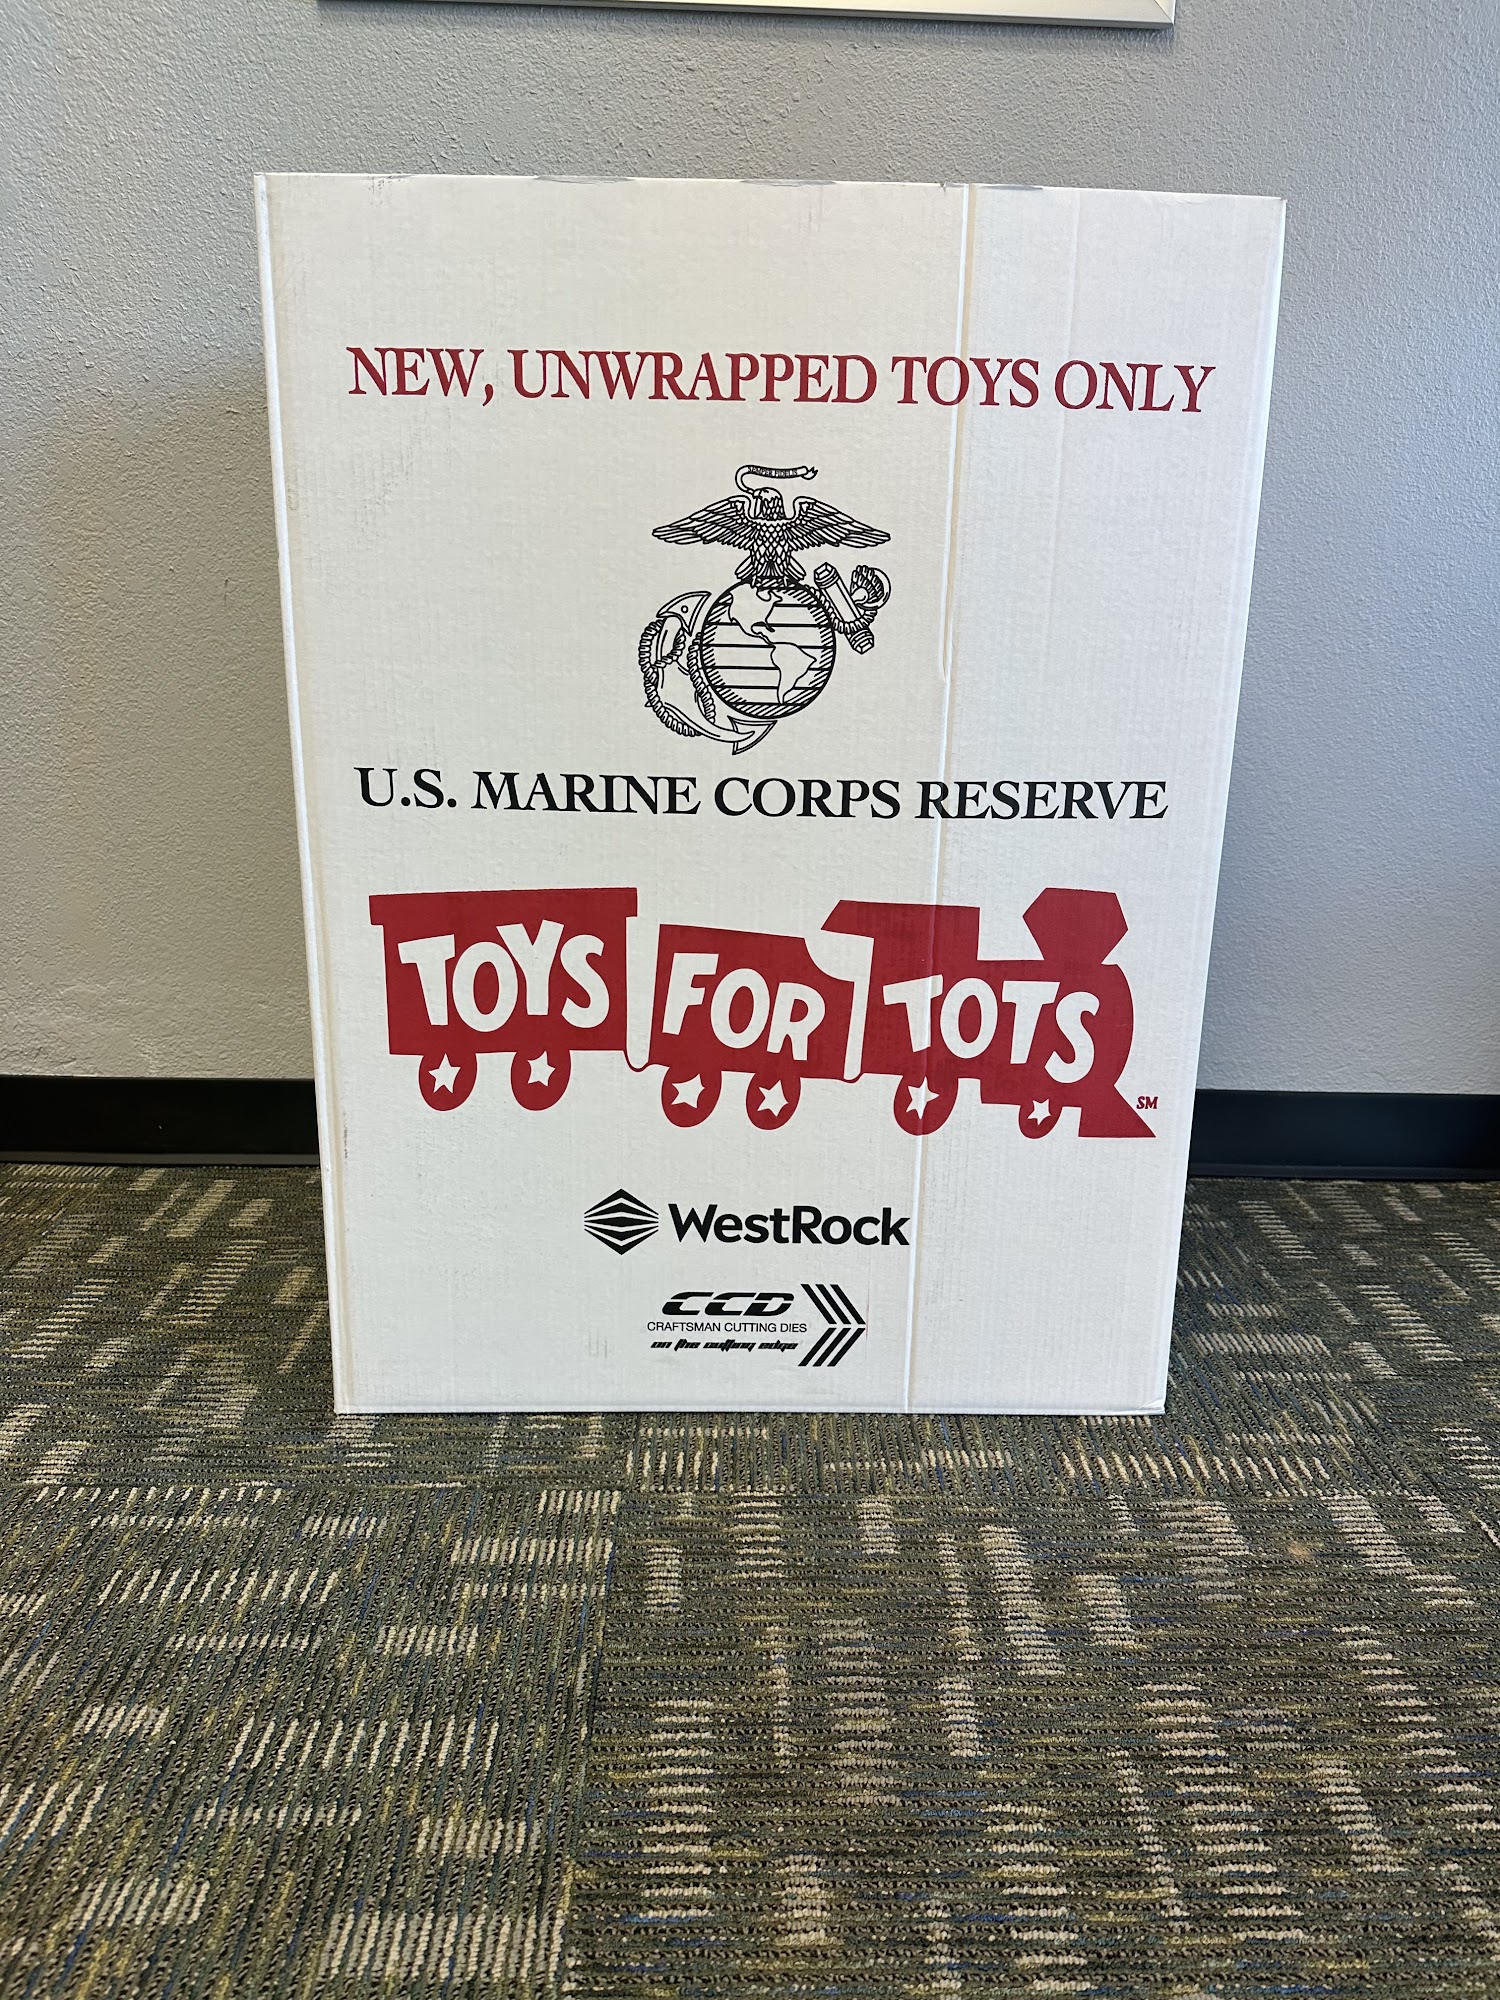 NEW, UNWRAPPED TOYS ONLY
SEMPER FIDELIS
U.S. MARINE CORPS RESERVE
TOYS FOR TOTS
SM
WestRock
CCD
CRAFTSMAN CUTTING DIES
on the cutting edge